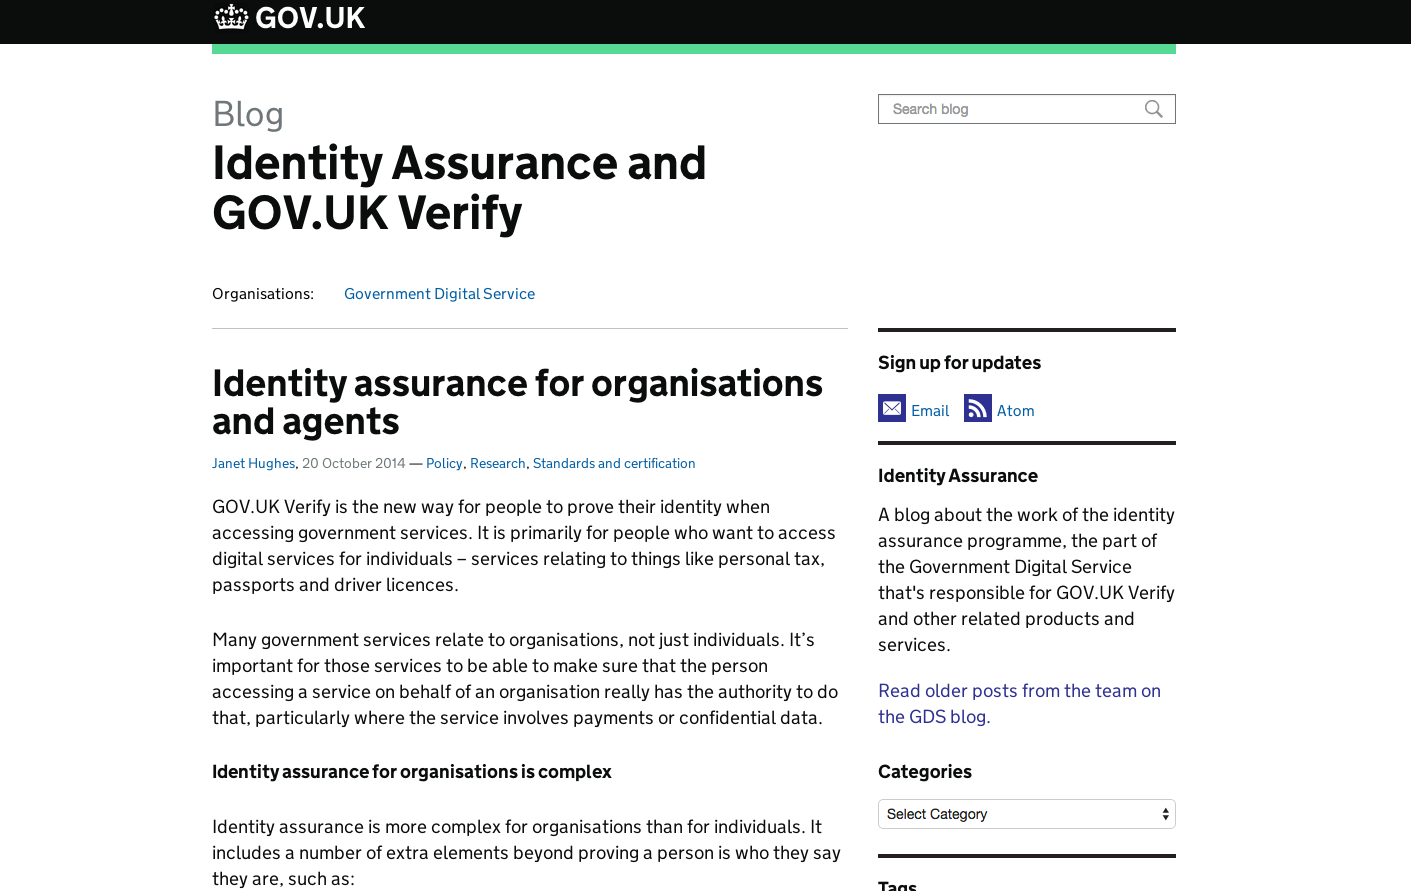 GOV.UK
Blog
Search blog
Identity Assurance and
GOV.UK Verify
Organisations: Government Digital Service
Identity assurance for organisations
and agents
Janet Hughes, 20 October 2014 — Policy, Research, Standards and certification
GOV.UK Verify is the new way for people to prove their identity when
accessing government services. It is primarily for people who want to access
digital services for individuals – services relating to things like personal tax,
passports and driver licences.
Many government services relate to organisations, not just individuals. It’s
important for those services to be able to make sure that the person
accessing a service on behalf of an organisation really has the authority to do
that, particularly where the service involves payments or confidential data.
Identity assurance for organisations is complex
Identity assurance is more complex for organisations than for individuals. It
includes a number of extra elements beyond proving a person is who they say
they are, such as:
Sign up for updates
Email Atom
Identity Assurance
A blog about the work of the identity
assurance programme, the part of
the Government Digital Service
that's responsible for GOV.UK Verify
and other related products and
services.
Read older posts from the team on
the GDS blog.
Categories
Select Category
Tags